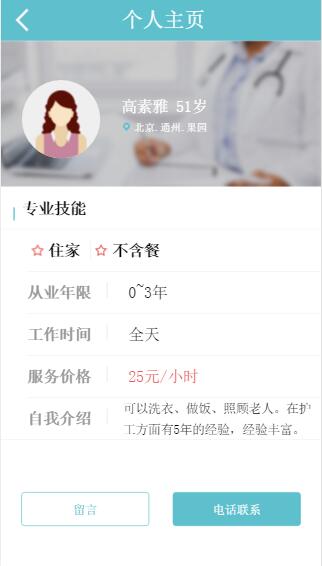 个人主页
高素雅 51岁
北京.通州.果园
专业技能
住家 不含餐
从业年限 0~3年
工作时间 全天
服务价格 25元/小时
自我介绍 可以洗衣、做饭、照顾老人。在护
工方面有5年的经验，经验丰富。
留言 电话联系